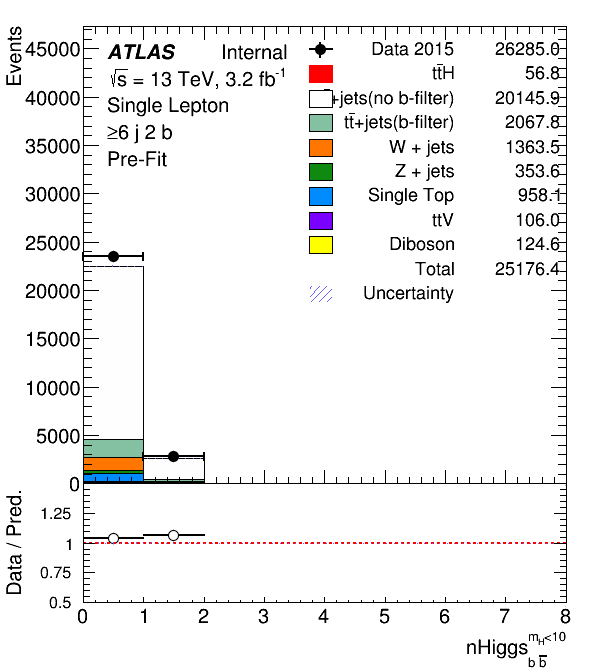 Events
45000
40000
35000
30000
25000
20000
15000
10000
5000
0
ATLAS Internal
√s = 13 TeV, 3.2 fb⁻¹
Single Lepton
≥6 j 2 b
Pre-Fit
Data 2015 26285.0
tt̄H 56.8
+jets(no b-filter) 20145.9
tt̄+jets(b-filter) 2067.8
W + jets 1363.5
Z + jets 353.6
Single Top 958.1
ttV 106.0
Diboson 124.6
Total 25176.4
Uncertainty
Data / Pred.
1.25
1
0.75
0.5
0 1 2 3 4 5 6 7 8
nHiggs m_H<10 b b̄